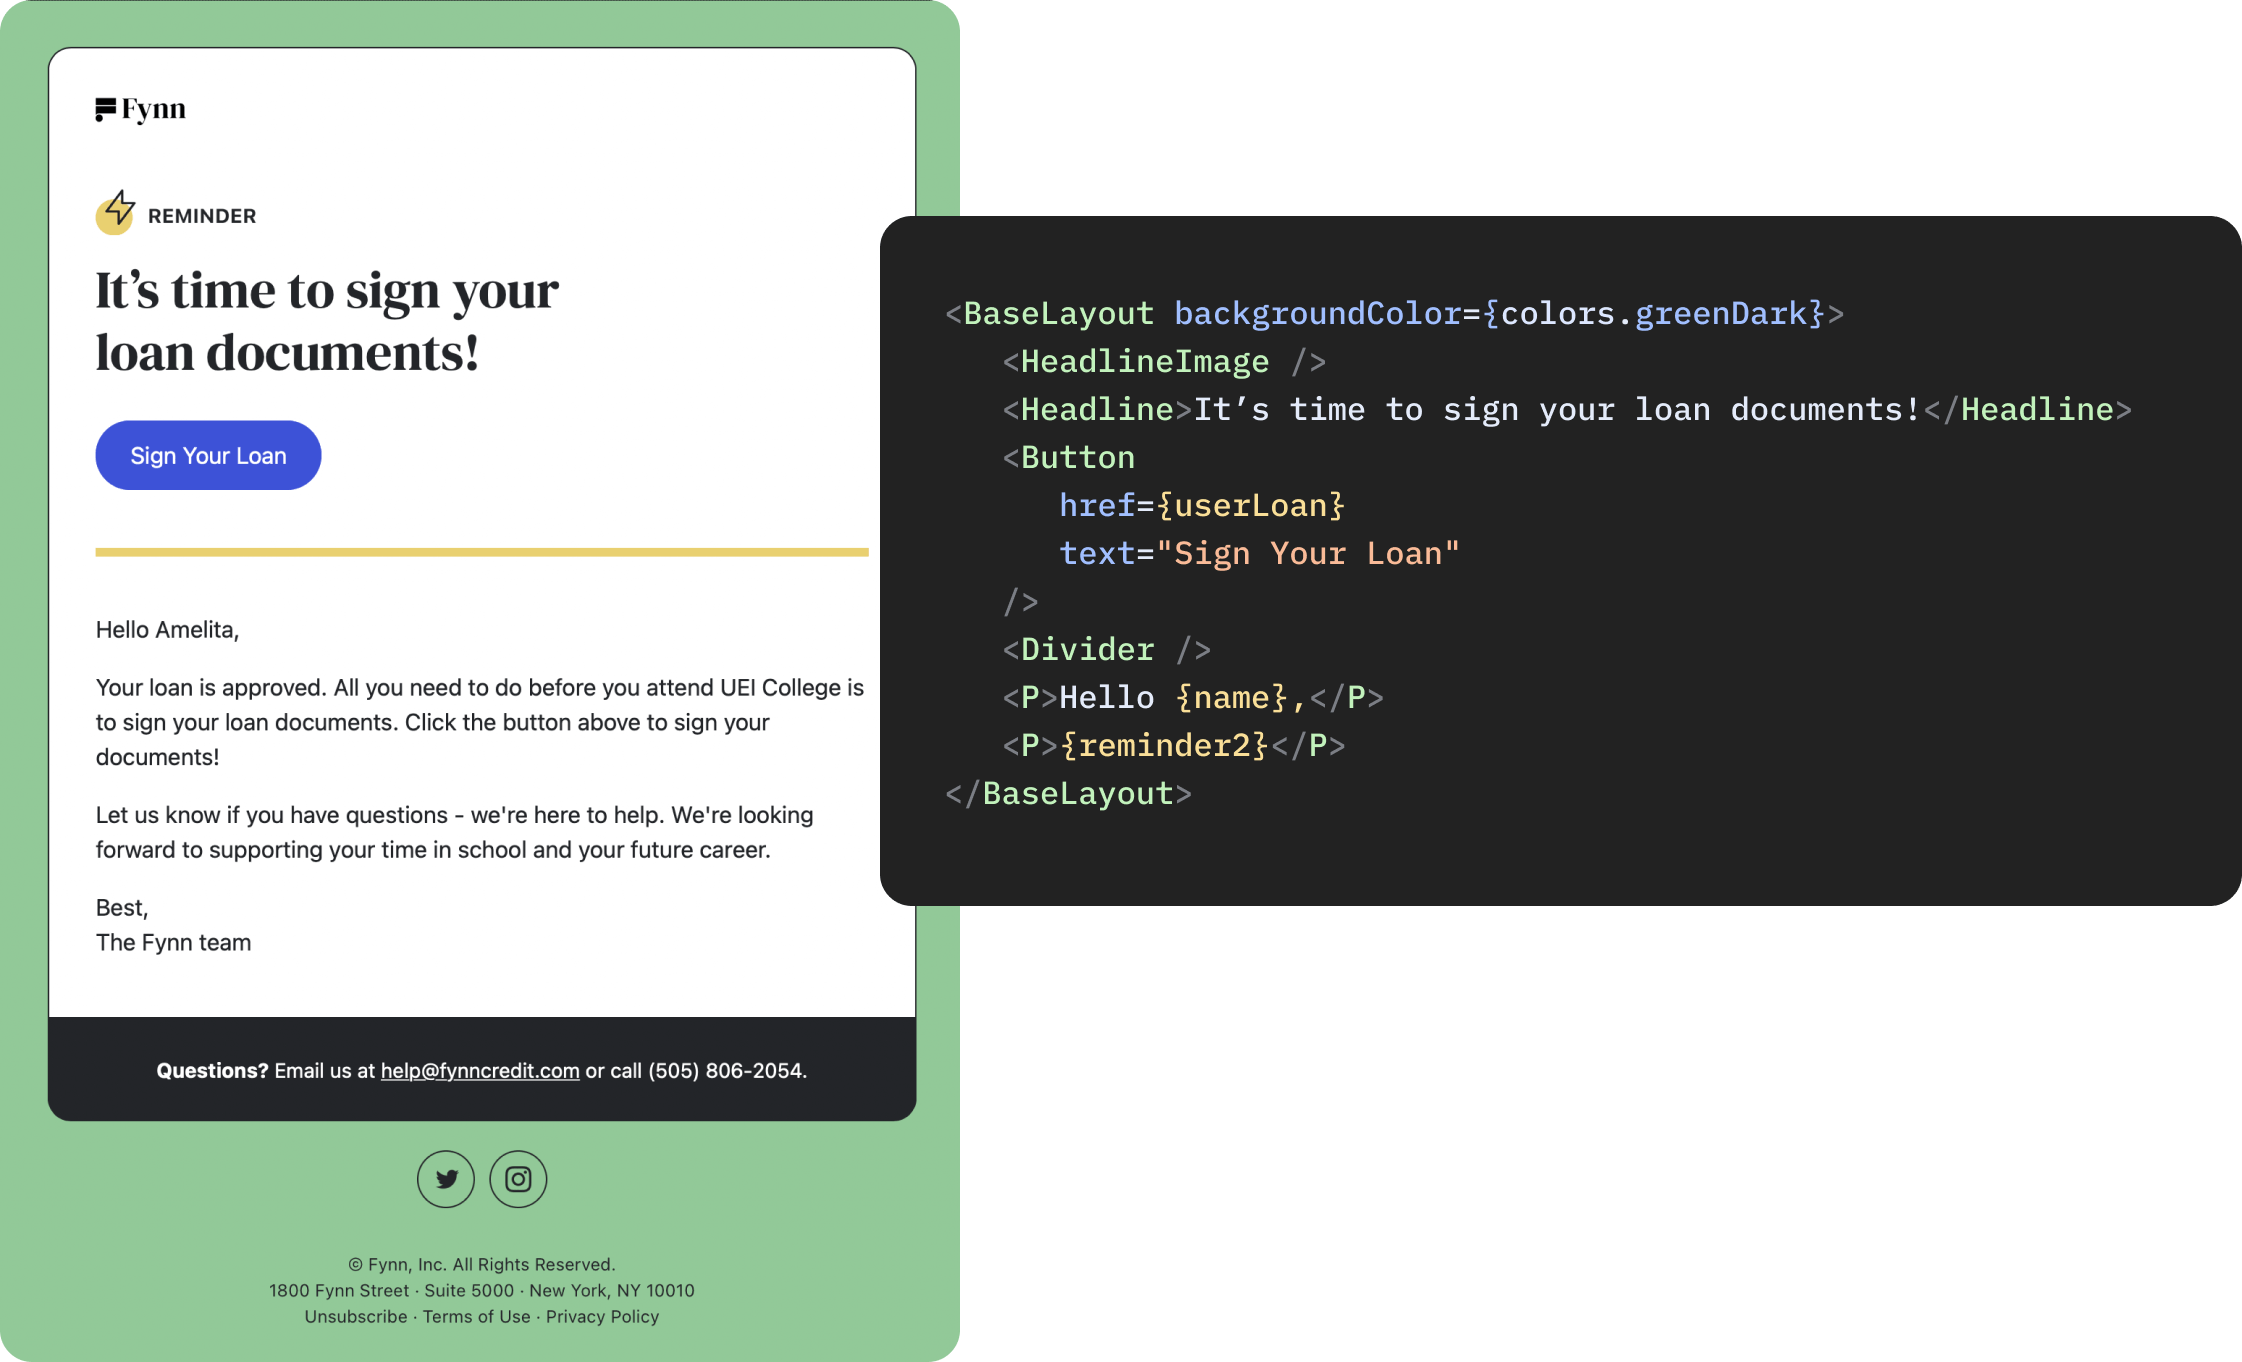 Fynn
REMINDER
It’s time to sign your
loan documents!
Sign Your Loan
Hello Amelita,
Your loan is approved. All you need to do before you attend UEI College is
to sign your loan documents. Click the button above to sign your
documents!
Let us know if you have questions - we're here to help. We're looking
forward to supporting your time in school and your future career.
Best,
The Fynn team
Questions? Email us at help@fynncredit.com or call (505) 806-2054.
© Fynn, Inc. All Rights Reserved.
1800 Fynn Street · Suite 5000 · New York, NY 10010
Unsubscribe · Terms of Use · Privacy Policy
<BaseLayout backgroundColor={colors.greenDark}>
<HeadlineImage />
<Headline>It’s time to sign your loan documents!</Headline>
<Button
href={userLoan}
text="Sign Your Loan"
/>
<Divider />
<P>Hello {name},</P>
<P>{reminder2}</P>
</BaseLayout>